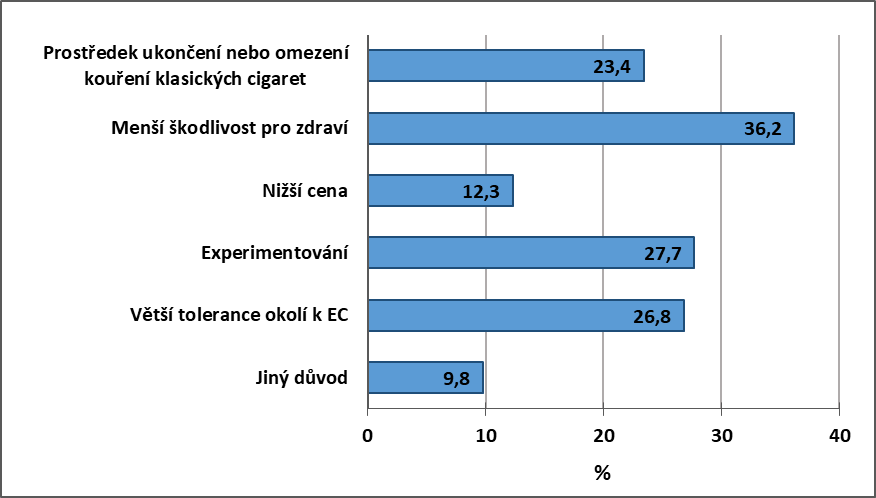 Prostředek ukončení nebo omezení
kouření klasických cigaret
23,4
Menší škodlivost pro zdraví
36,2
Nižší cena
12,3
Experimentování
27,7
Větší tolerance okolí k EC
26,8
Jiný důvod
9,8
0 10 20 30 40
%